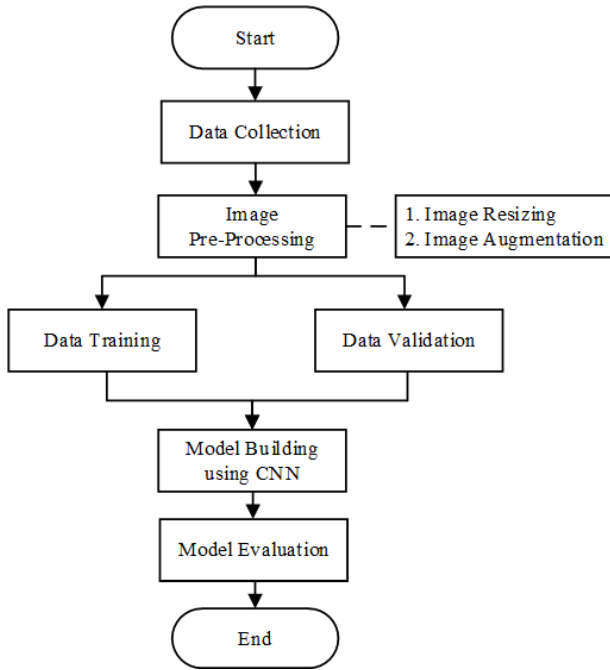 Start
Data Collection
Image
Pre-Processing
1. Image Resizing
2. Image Augmentation
Data Training
Data Validation
Model Building
using CNN
Model Evaluation
End